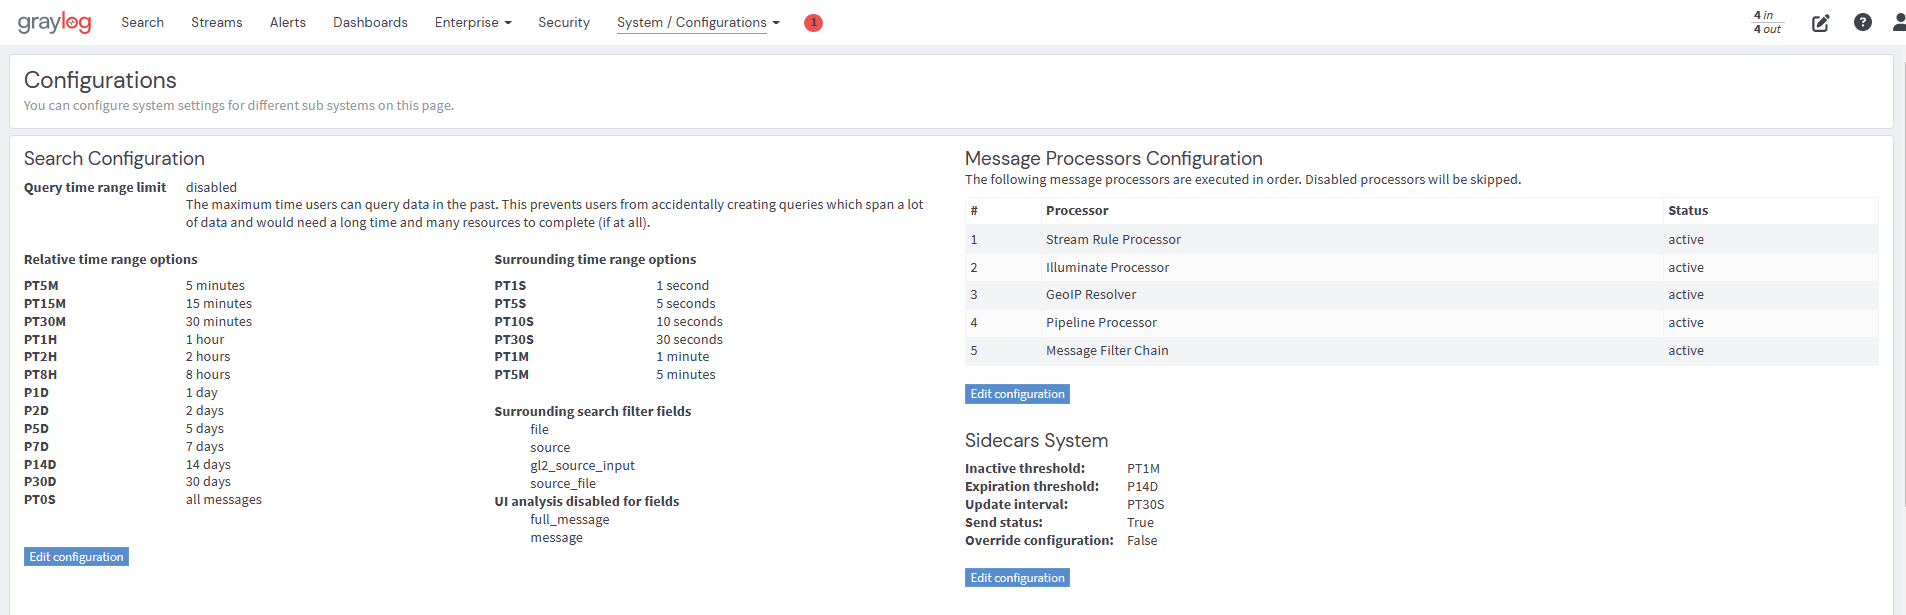 graylog Search Streams Alerts Dashboards Enterprise Security System / Configurations 1 4 in
4 out
?
Configurations
You can configure system settings for different sub systems on this page.
Search Configuration
Query time range limit disabled
The maximum time users can query data in the past. This prevents users from accidentally creating queries which span a lot
of data and would need a long time and many resources to complete (if at all).
Relative time range options
PT5M 5 minutes
PT15M 15 minutes
PT30M 30 minutes
PT1H 1 hour
PT2H 2 hours
PT8H 8 hours
P1D 1 day
P2D 2 days
P5D 5 days
P7D 7 days
P14D 14 days
P30D 30 days
PT0S all messages
Edit configuration
Surrounding time range options
PT1S 1 second
PT5S 5 seconds
PT10S 10 seconds
PT30S 30 seconds
PT1M 1 minute
PT5M 5 minutes
Surrounding search filter fields
file
source
gl2_source_input
source_file
UI analysis disabled for fields
full_message
message
Message Processors Configuration
The following message processors are executed in order. Disabled processors will be skipped.
# Processor Status
1 Stream Rule Processor active
2 Illuminate Processor active
3 GeoIP Resolver active
4 Pipeline Processor active
5 Message Filter Chain active
Edit configuration
Sidecars System
Inactive threshold: PT1M
Expiration threshold: P14D
Update interval: PT30S
Send status: True
Override configuration: False
Edit configuration